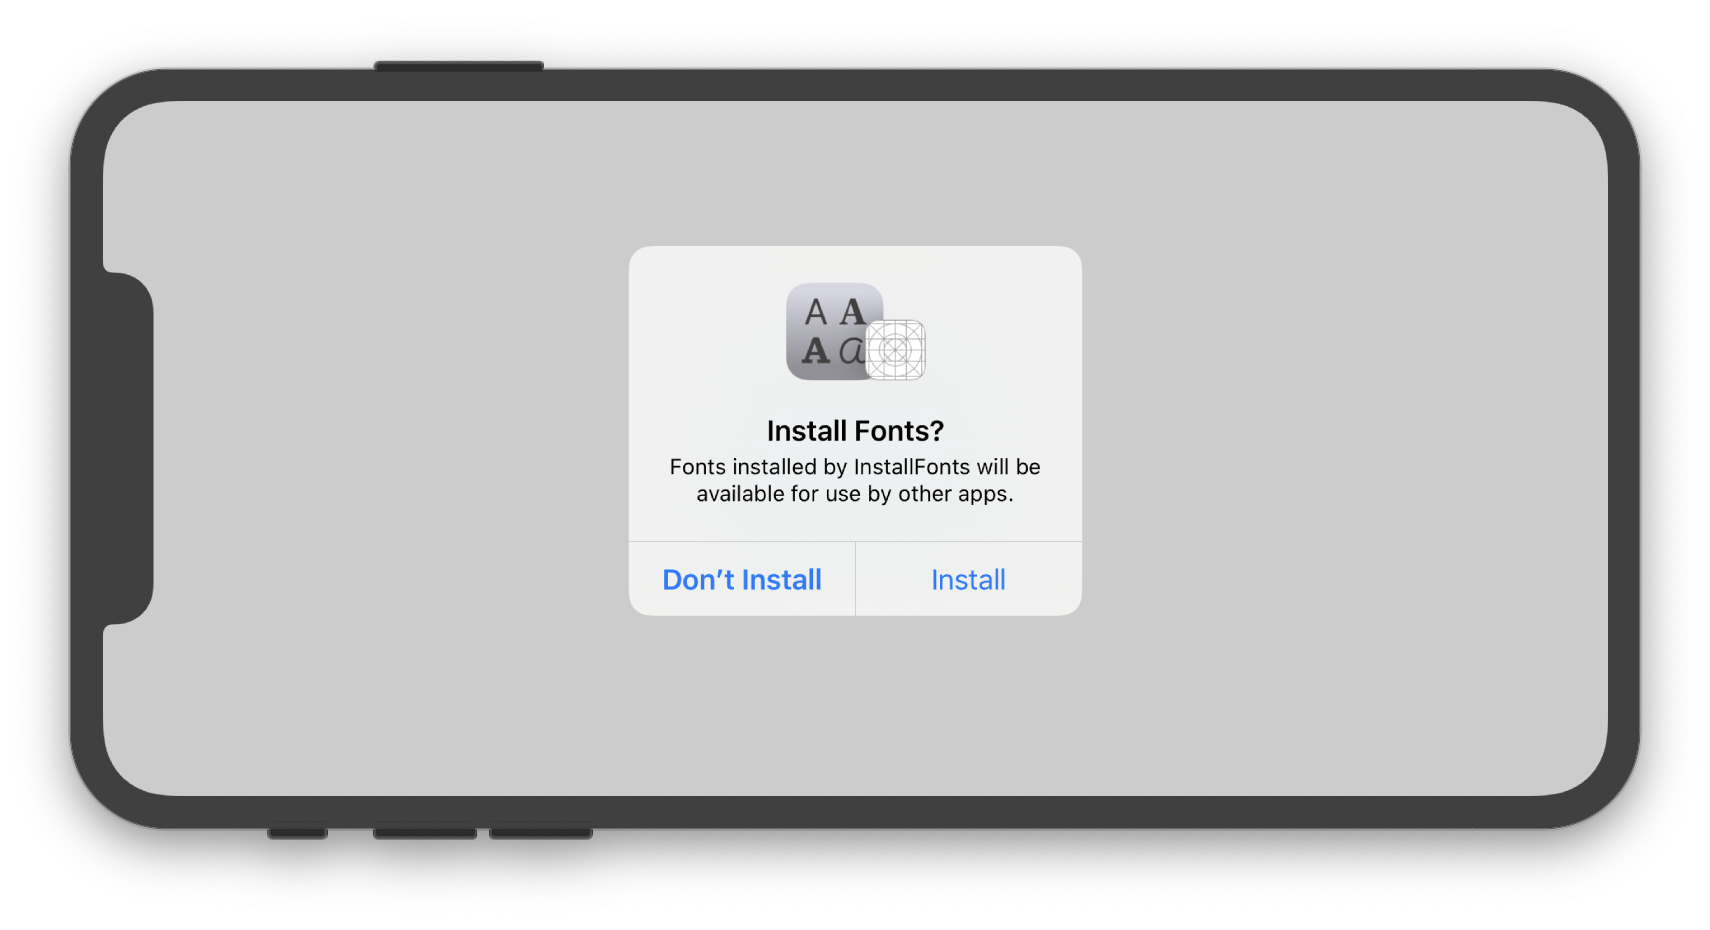 A A
A a
Install Fonts?
Fonts installed by InstallFonts will be
available for use by other apps.
Don’t Install
Install